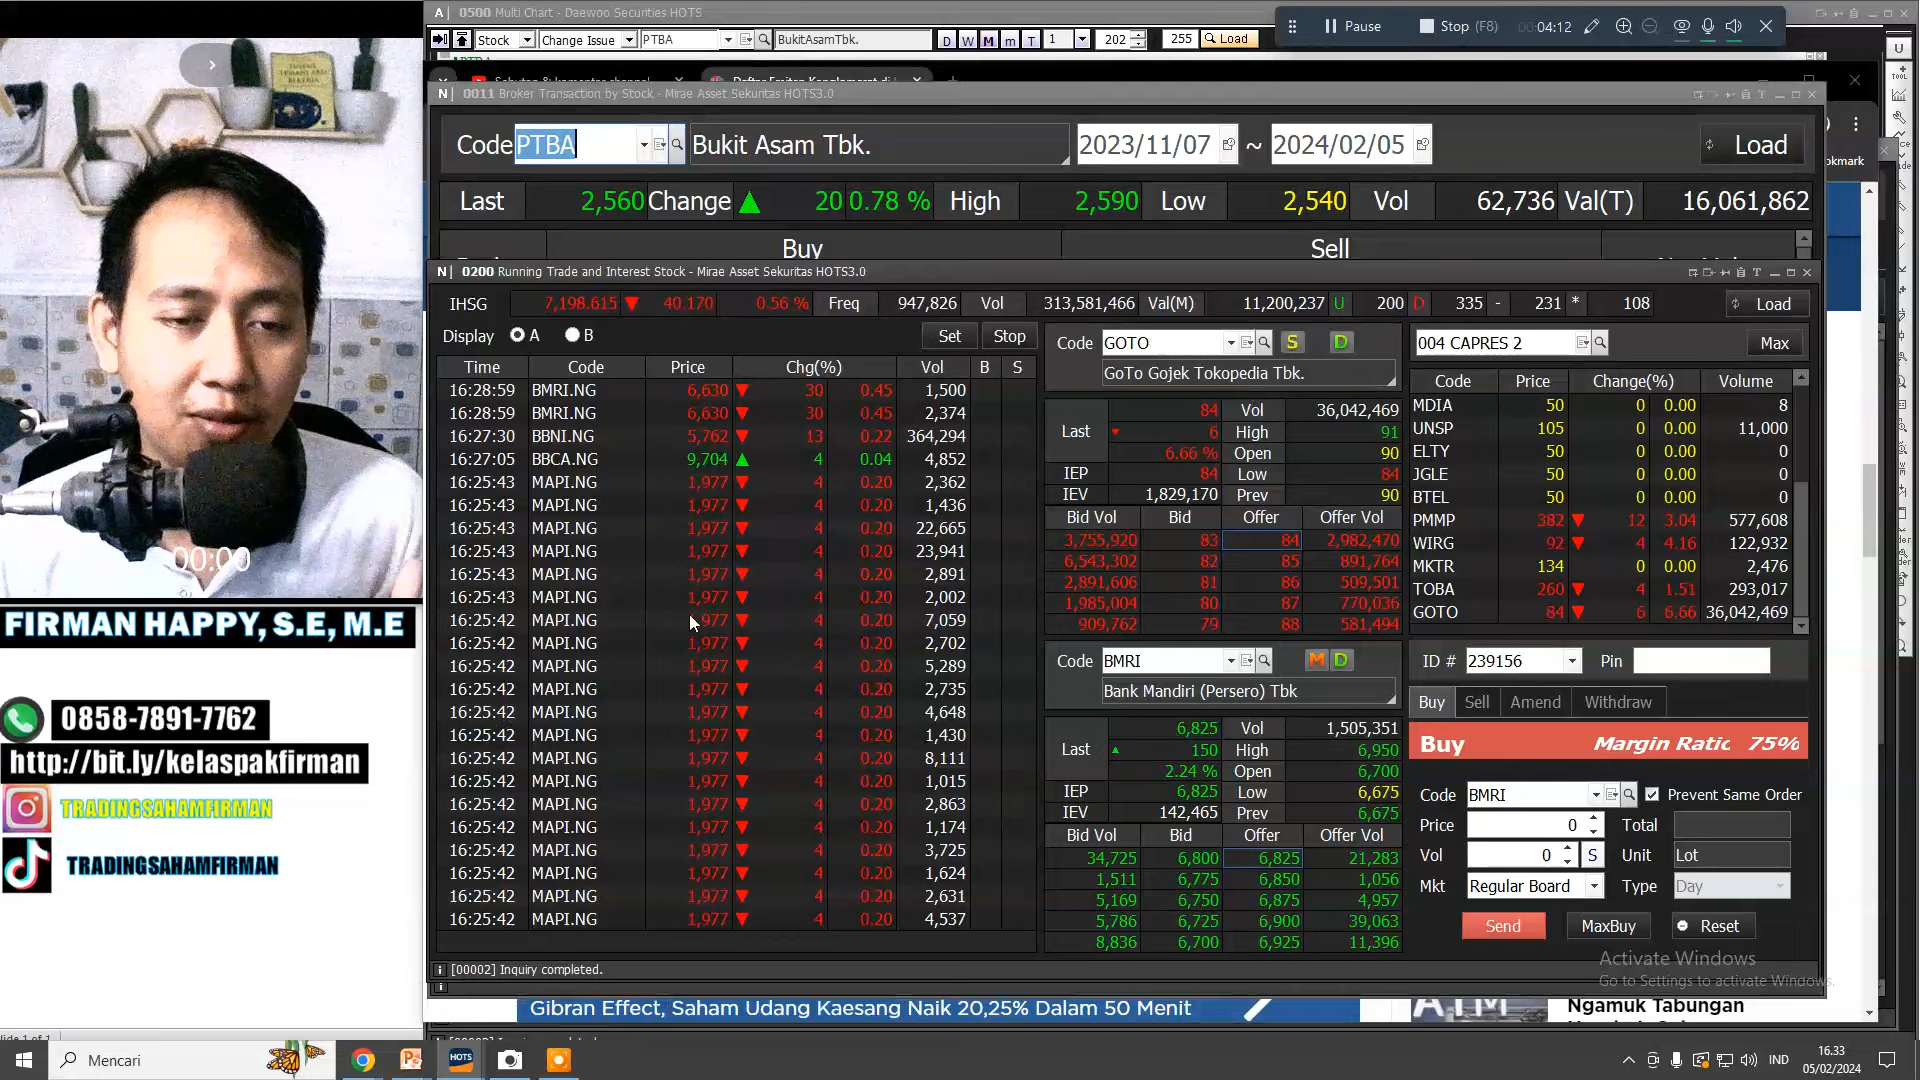 0500 Multi Chart - Daewoo Securities HOTS
Pause Stop (F8) 00:04:12
Stock Change Issue PTBA BukitAsamTbk. D W M m T 1 202 255 Load
N 0011 Broker Transaction by Stock - Mirae Asset Sekuritas HOTS3.0
Code PTBA Bukit Asam Tbk. 2023/11/07 ~ 2024/02/05 Load
okmark
Last 2,560 Change ▲ 20 0.78 % High 2,590 Low 2,540 Vol 62,736 Val(T) 16,061,862
Buy Sell
N 0200 Running Trade and Interest Stock - Mirae Asset Sekuritas HOTS3.0
IHSG 7,198.615 ▼ 40.170 0.56 % Freq 947,826 Vol 313,581,466 Val(M) 11,200,237 U 200 D 335 - 231 * 108 Load
Display A B Set Stop
Time Code Price Chg(%) Vol B S
16:28:59 BMRI.NG 6,630 ▼ 30 0.45 1,500
16:28:59 BMRI.NG 6,630 ▼ 30 0.45 2,374
16:27:30 BBNI.NG 5,762 ▼ 13 0.22 364,294
16:27:05 BBCA.NG 9,704 ▲ 4 0.04 4,852
16:25:43 MAPI.NG 1,977 ▼ 4 0.20 2,362
16:25:43 MAPI.NG 1,977 ▼ 4 0.20 1,436
16:25:43 MAPI.NG 1,977 ▼ 4 0.20 22,665
16:25:43 MAPI.NG 1,977 ▼ 4 0.20 23,941
16:25:43 MAPI.NG 1,977 ▼ 4 0.20 2,891
16:25:43 MAPI.NG 1,977 ▼ 4 0.20 2,002
16:25:42 MAPI.NG 977 ▼ 4 0.20 7,059
16:25:42 MAPI.NG 1,977 ▼ 4 0.20 2,702
16:25:42 MAPI.NG 1,977 ▼ 4 0.20 5,289
16:25:42 MAPI.NG 1,977 ▼ 4 0.20 2,735
16:25:42 MAPI.NG 1,977 ▼ 4 0.20 4,648
16:25:42 MAPI.NG 1,977 ▼ 4 0.20 1,430
16:25:42 MAPI.NG 1,977 ▼ 4 0.20 8,111
16:25:42 MAPI.NG 1,977 ▼ 4 0.20 1,015
16:25:42 MAPI.NG 1,977 ▼ 4 0.20 2,863
16:25:42 MAPI.NG 1,977 ▼ 4 0.20 1,174
16:25:42 MAPI.NG 1,977 ▼ 4 0.20 3,725
16:25:42 MAPI.NG 1,977 ▼ 4 0.20 1,624
16:25:42 MAPI.NG 1,977 ▼ 4 0.20 2,631
16:25:42 MAPI.NG 1,977 ▼ 4 0.20 4,537
[00002] Inquiry completed.
Code GOTO S D
GoTo Gojek Tokopedia Tbk.
84 Vol 36,042,469
Last ▼ 6 High 91
6.66 % Open 90
IEP 84 Low 84
IEV 1,829,170 Prev 90
Bid Vol Bid Offer Offer Vol
3,755,920 83 84 2,982,470
6,543,302 82 85 891,764
2,891,606 81 86 509,501
1,985,004 80 87 770,036
909,762 79 88 581,494
Code BMRI M D
Bank Mandiri (Persero) Tbk
6,825 Vol 1,505,351
Last ▲ 150 High 6,950
2.24 % Open 6,700
IEP 6,825 Low 6,675
IEV 142,465 Prev 6,675
Bid Vol Bid Offer Offer Vol
34,725 6,800 6,825 21,283
1,511 6,775 6,850 1,056
5,169 6,750 6,875 4,957
5,786 6,725 6,900 39,063
8,836 6,700 6,925 11,396
004 CAPRES 2 Max
Code Price Change(%) Volume
MDIA 50 0 0.00 8
UNSP 105 0 0.00 11,000
ELTY 50 0 0.00 0
JGLE 50 0 0.00 0
BTEL 50 0 0.00 0
PMMP 382 ▼ 12 3.04 577,608
WIRG 92 ▼ 4 4.16 122,932
MKTR 134 0 0.00 2,476
TOBA 260 ▼ 4 1.51 293,017
GOTO 84 ▼ 6 6.66 36,042,469
ID # 239156 Pin
Buy Sell Amend Withdraw
Buy Margin Ratic 75%
Code BMRI Prevent Same Order
Price 0 Total
Vol 0 S Unit Lot
Mkt Regular Board Type Day
Send MaxBuy Reset
Activate Windows
Go to Settings to activate Windows.
00:00
FIRMAN HAPPY, S.E, M.E
0858-7891-7762
http://bit.ly/kelaspakfirman
TRADINGSAHAMFIRMAN
TRADINGSAHAMFIRMAN
Gibran Effect, Saham Udang Kaesang Naik 20,25% Dalam 50 Menit
Ngamuk Tabungan
Mencari
HOTS
IND
16.33
05/02/2024